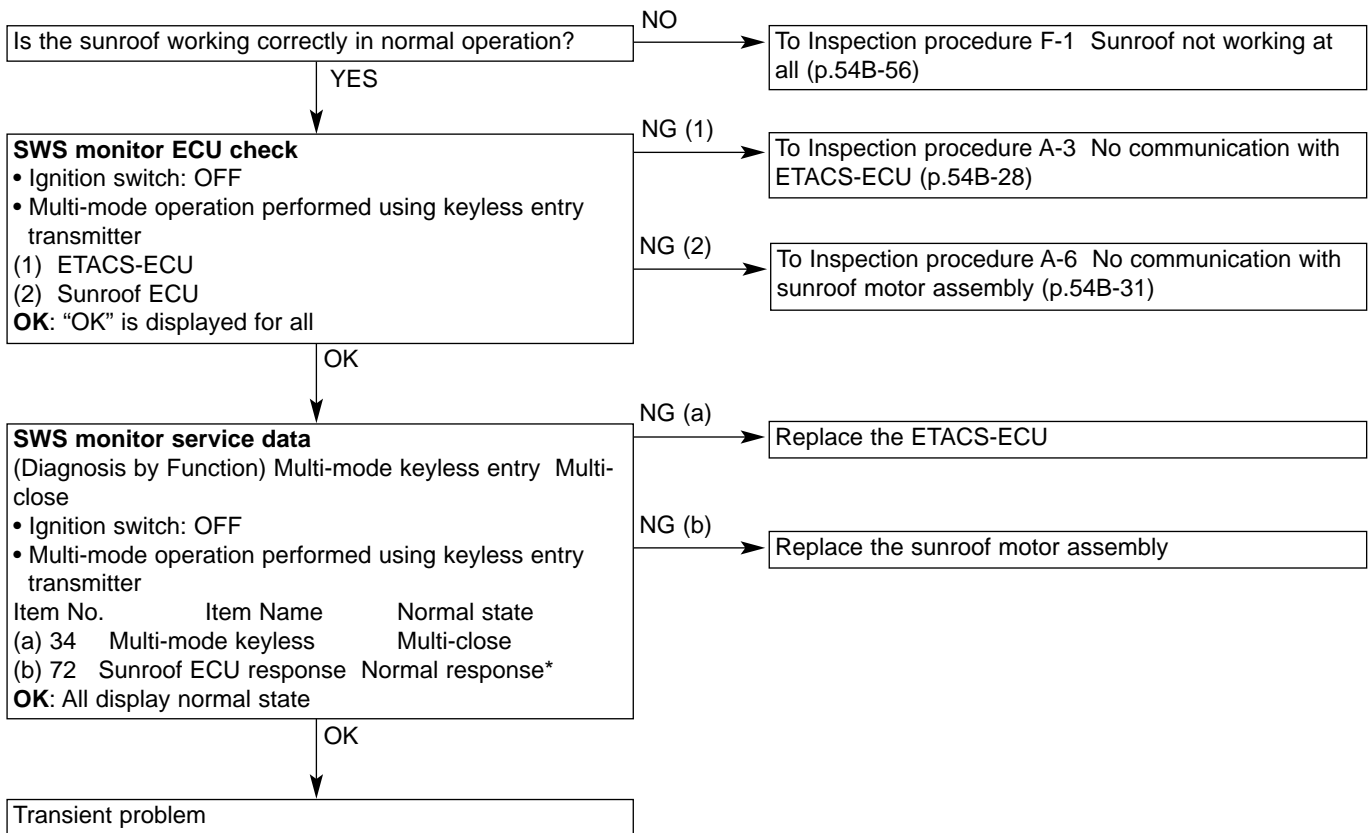 Is the sunroof working correctly in normal operation?
NO
To Inspection procedure F-1 Sunroof not working at
all (p.54B-56)
YES
SWS monitor ECU check
• Ignition switch: OFF
• Multi-mode operation performed using keyless entry
transmitter
(1) ETACS-ECU
(2) Sunroof ECU
OK: “OK” is displayed for all
NG (1)
To Inspection procedure A-3 No communication with
ETACS-ECU (p.54B-28)
NG (2)
To Inspection procedure A-6 No communication with
sunroof motor assembly (p.54B-31)
OK
SWS monitor service data
(Diagnosis by Function) Multi-mode keyless entry Multi-
close
• Ignition switch: OFF
• Multi-mode operation performed using keyless entry
transmitter
Item No. Item Name Normal state
(a) 34 Multi-mode keyless Multi-close
(b) 72 Sunroof ECU response Normal response*
OK: All display normal state
NG (a)
Replace the ETACS-ECU
NG (b)
Replace the sunroof motor assembly
OK
Transient problem